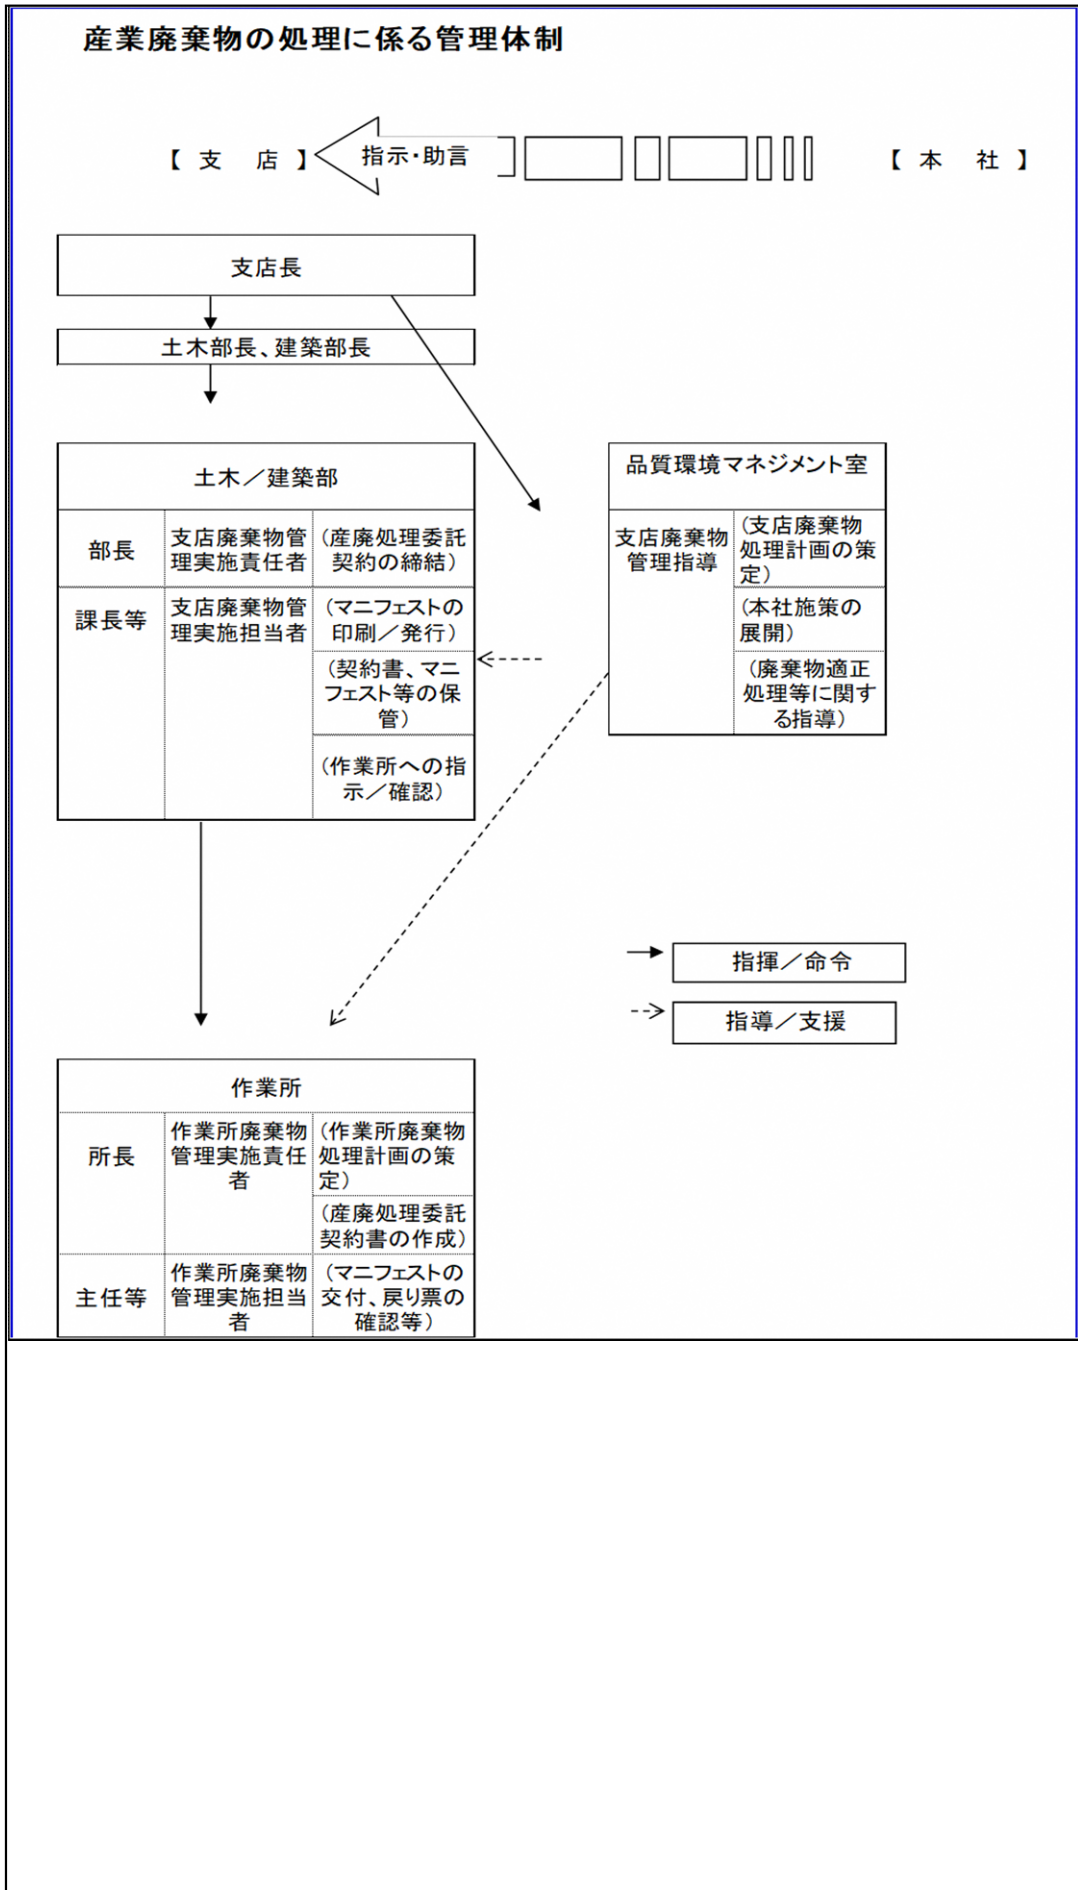 産業廃棄物の処理に係る管理体制
【 支　店 】
指示・助言
【 本　社 】
支店長
土木部長、建築部長
土木／建築部
部長
支店廃棄物管
理実施責任者
（産廃処理委託
契約の締結）
課長等
支店廃棄物管
理実施担当者
（マニフェストの
印刷／発行）
（契約書、マニ
フェスト等の保
管）
（作業所への指
示／確認）
品質環境マネジメント室
支店廃棄物
管理指導
（支店廃棄物
処理計画の策
定）
（本社施策の
展開）
（廃棄物適正
処理等に関す
る指導）
指揮／命令
指導／支援
作業所
所長
作業所廃棄物
管理実施責任
者
（作業所廃棄物
処理計画の策
定）
（産廃処理委託
契約書の作成）
主任等
作業所廃棄物
管理実施担当
者
（マニフェストの
交付、戻り票の
確認等）